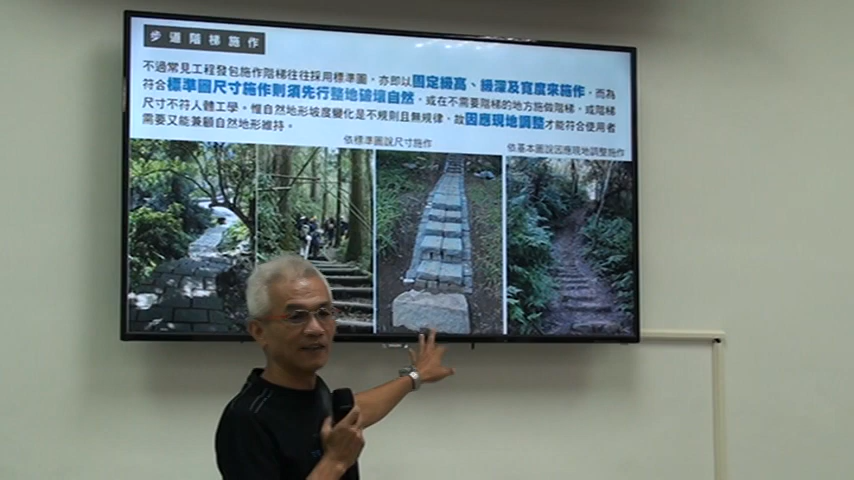 步道階梯施作
不過常見工程發包施作階梯往往採用標準圖，亦即以固定級高、級深及寬度來施作，而為
符合標準圖尺寸施作則須先行整地破壞自然，或在不需要階梯的地方施做階梯，或階梯
尺寸不符人體工學。惟自然地形坡度變化是不規則且無規律，故因應現地調整才能符合使用者
需要又能兼顧自然地形維持。
依標準圖說尺寸施作
依基本圖說因應現地調整施作